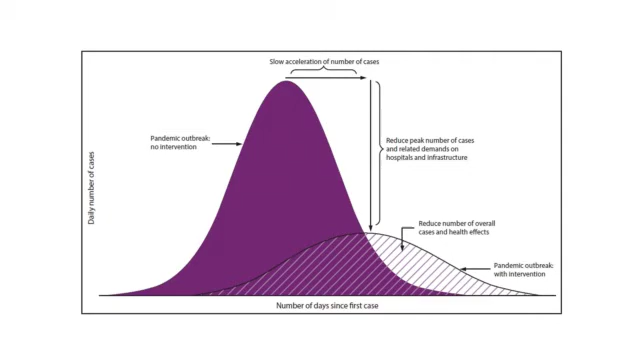 Slow acceleration of number of cases
Pandemic outbreak:
no intervention
Reduce peak number of cases
and related demands on
hospitals and infrastructure
Reduce number of overall
cases and health effects
Pandemic outbreak:
with intervention
Daily number of cases
Number of days since first case